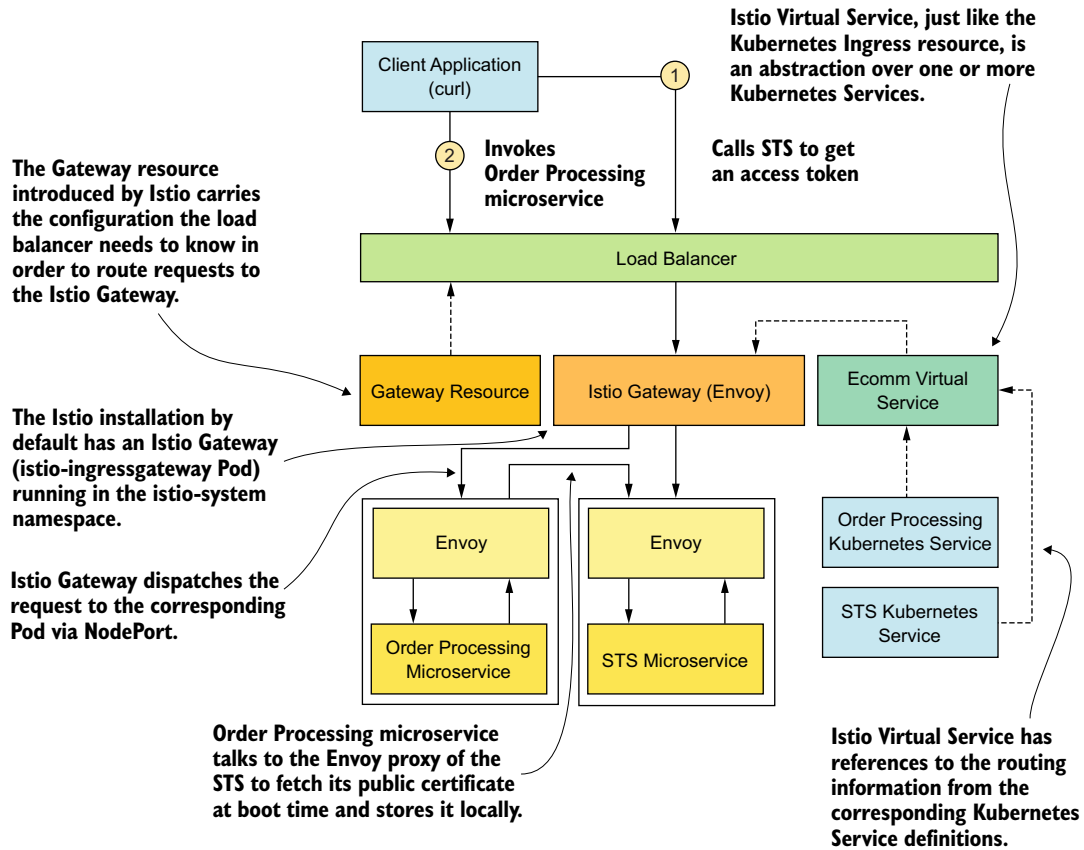 Istio Virtual Service, just like the
Kubernetes Ingress resource, is
an abstraction over one or more
Kubernetes Services.
Client Application
(curl)
1
2
Invokes
Order Processing
microservice
Calls STS to get
an access token
The Gateway resource
introduced by Istio carries
the configuration the load
balancer needs to know in
order to route requests to
the Istio Gateway.
Load Balancer
Gateway Resource
Istio Gateway (Envoy)
Ecomm Virtual
Service
The Istio installation by
default has an Istio Gateway
(istio-ingressgateway Pod)
running in the istio-system
namespace.
Envoy
Envoy
Order Processing
Kubernetes Service
Istio Gateway dispatches the
request to the corresponding
Pod via NodePort.
Order Processing
Microservice
STS Microservice
STS Kubernetes
Service
Order Processing microservice
talks to the Envoy proxy of the
STS to fetch its public certificate
at boot time and stores it locally.
Istio Virtual Service has
references to the routing
information from the
corresponding Kubernetes
Service definitions.